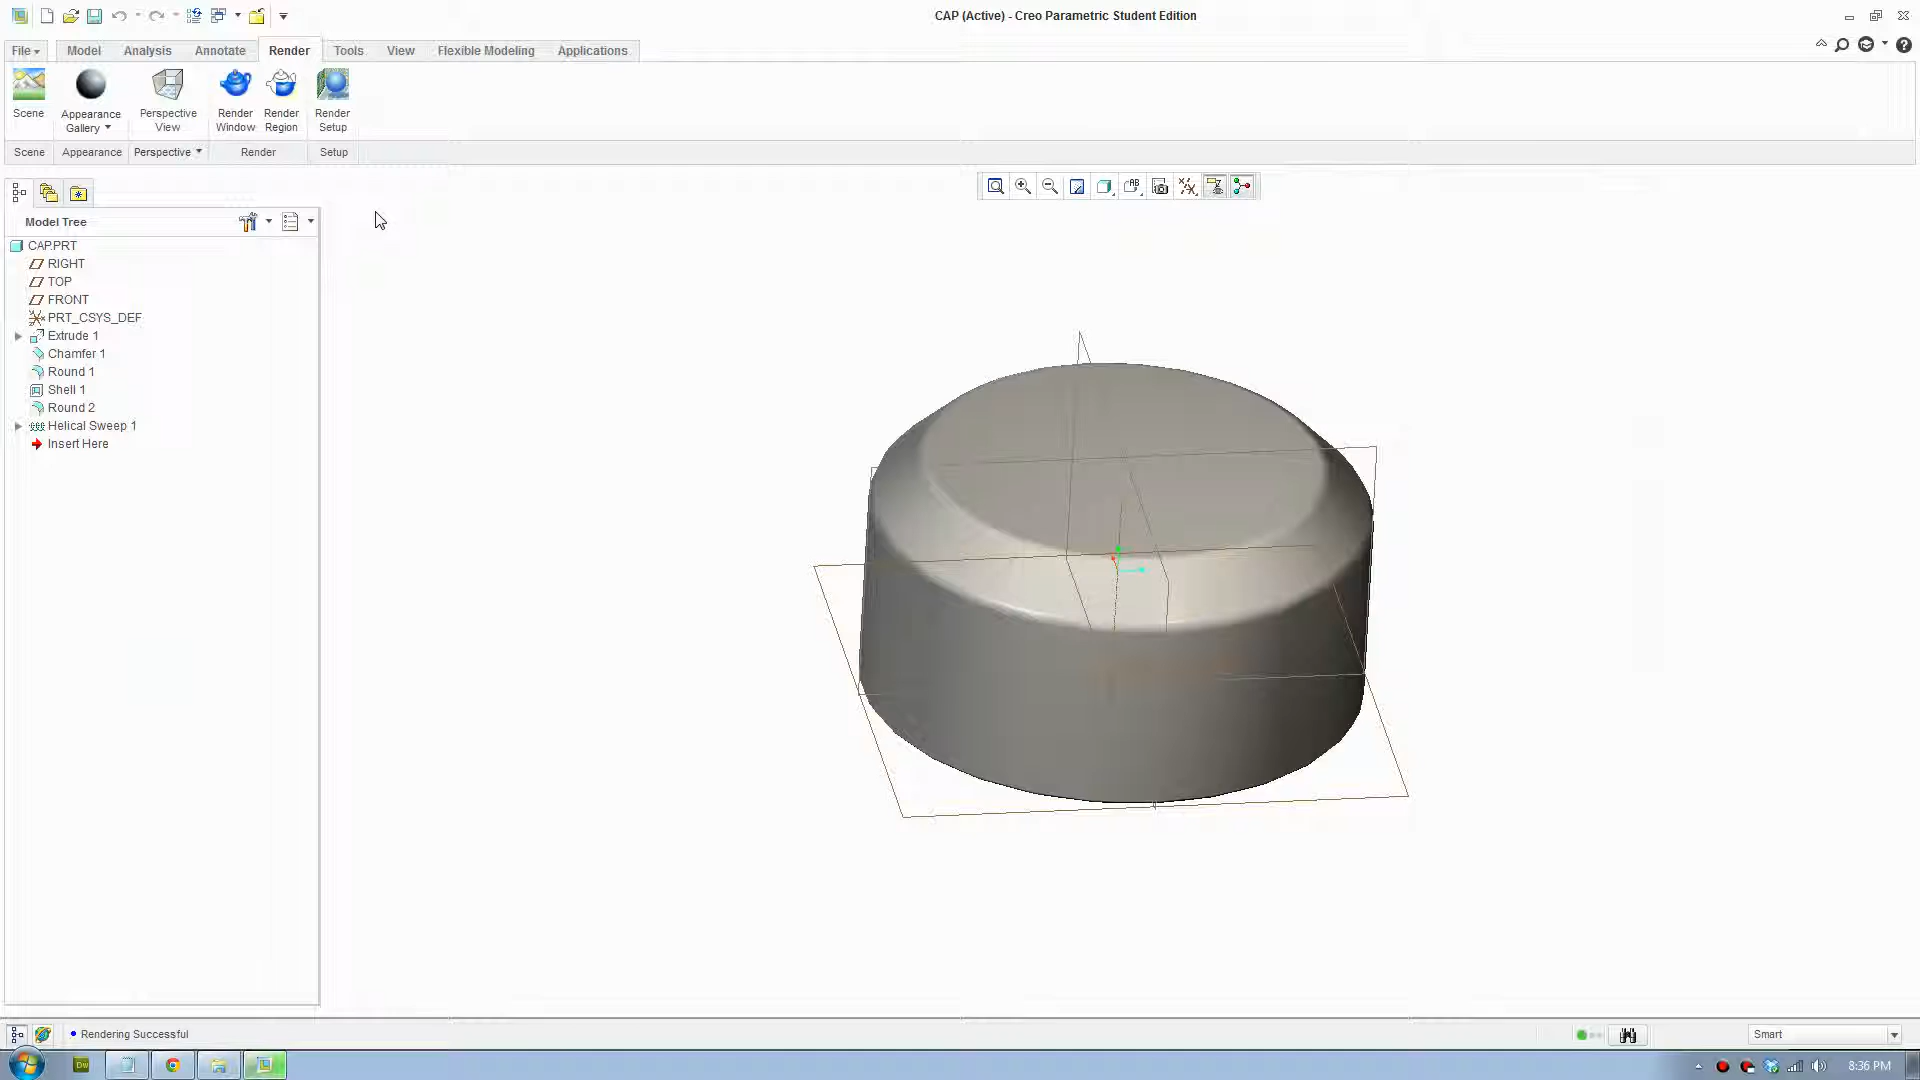 CAP (Active) - Creo Parametric Student Edition
File Model Analysis Annotate Render Tools View Flexible Modeling Applications
Scene
Appearance Gallery
Perspective View
Render Window
Render Region
Render Setup
Scene Appearance Perspective Render Setup
Model Tree
CAP.PRT
RIGHT
TOP
FRONT
PRT_CSYS_DEF
Extrude 1
Chamfer 1
Round 1
Shell 1
Round 2
Helical Sweep 1
Insert Here
Rendering Successful
Smart
Dw
8:36 PM